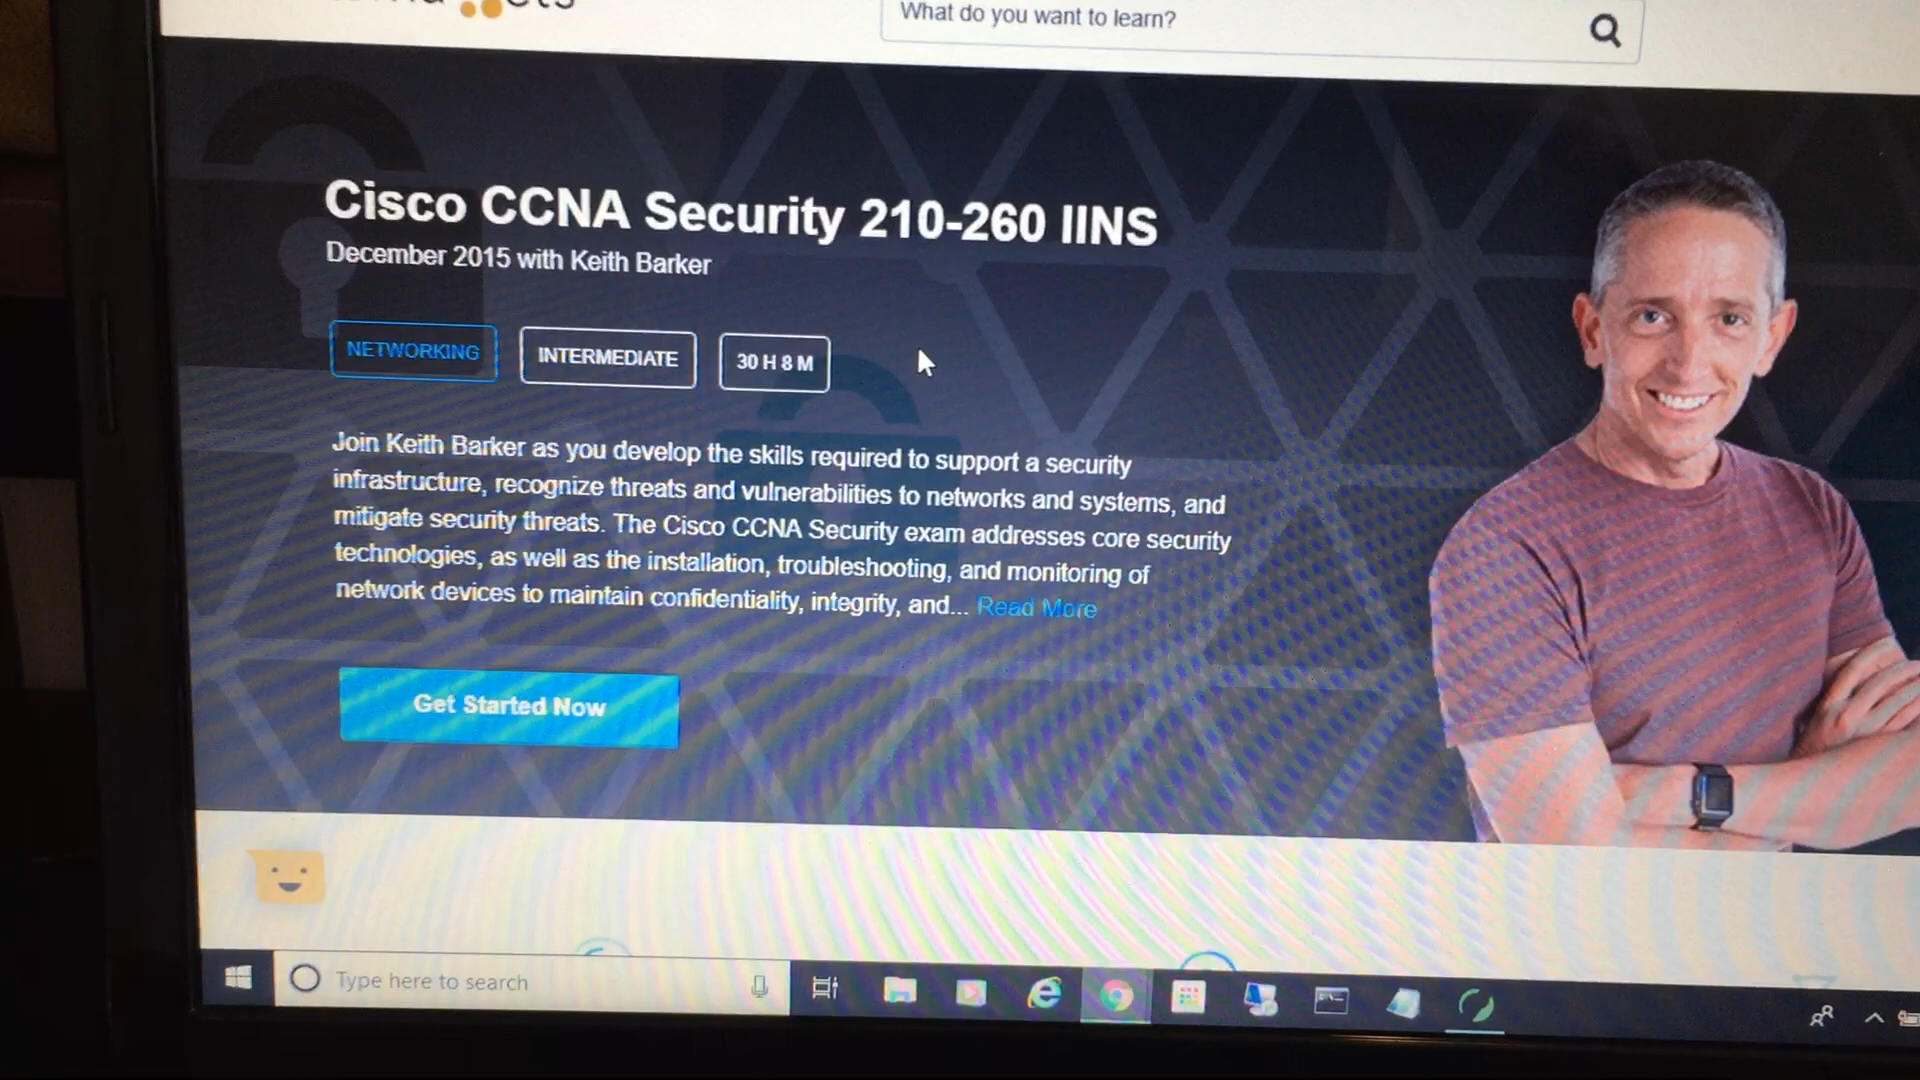 What do you want to learn?
Cisco CCNA Security 210-260 IINS
December 2015 with Keith Barker
NETWORKING
INTERMEDIATE
30 H 8 M
Join Keith Barker as you develop the skills required to support a security
infrastructure, recognize threats and vulnerabilities to networks and systems, and
mitigate security threats. The Cisco CCNA Security exam addresses core security
technologies, as well as the installation, troubleshooting, and monitoring of
network devices to maintain confidentiality, integrity, and... Read More
Get Started Now
Type here to search